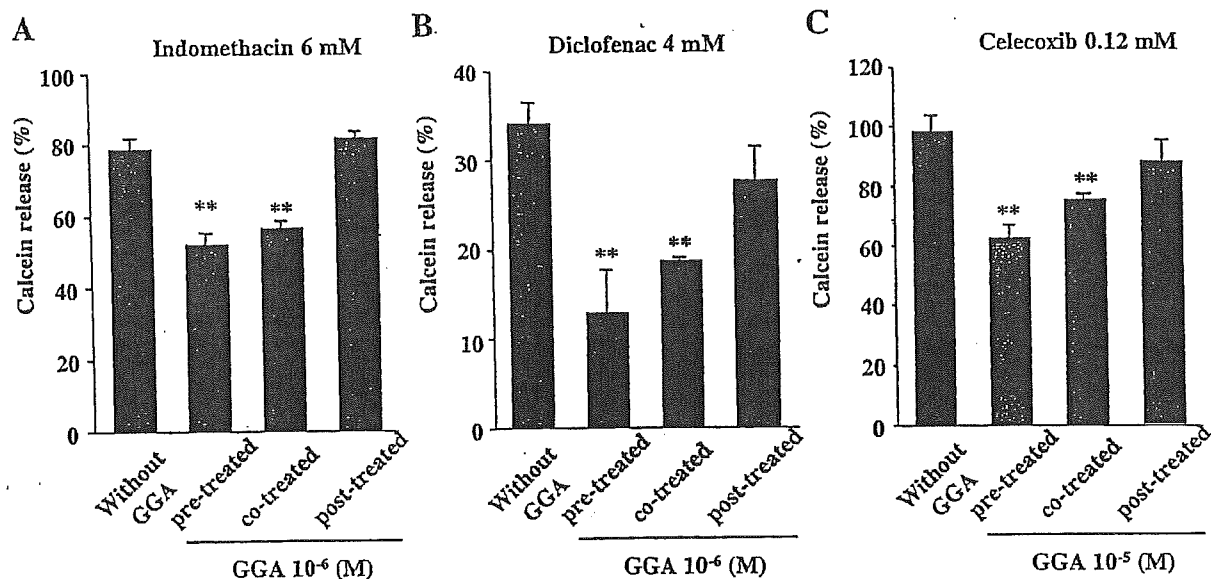 A
Indomethacin 6 mM
Calcein release (%)
100
80
60
40
20
0
**
**
Without GGA
pre-treated
co-treated
post-treated
GGA 10⁻⁶ (M)
B
Diclofenac 4 mM
Calcein release (%)
40
30
20
10
0
**
**
Without GGA
pre-treated
co-treated
post-treated
GGA 10⁻⁶ (M)
C
Celecoxib 0.12 mM
Calcein release (%)
120
100
80
60
40
20
0
**
**
Without GGA
pre-treated
co-treated
post-treated
GGA 10⁻⁵ (M)